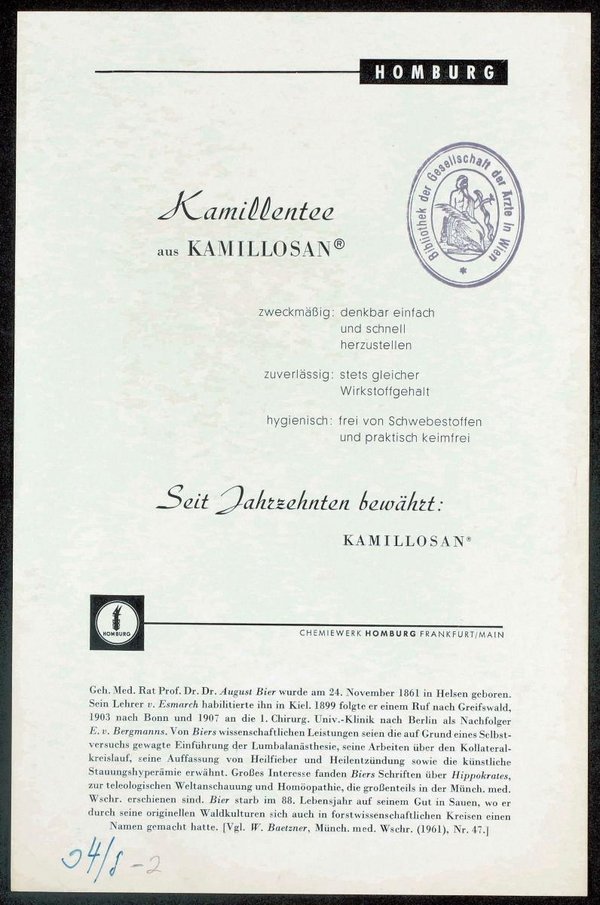 HOMBURG
Bibliothek der Gesellschaft der Ärzte in Wien
*
Kamillentee
aus KAMILLOSAN®
zweckmäßig: denkbar einfach
und schnell
herzustellen
zuverlässig: stets gleicher
Wirkstoffgehalt
hygienisch: frei von Schwebestoffen
und praktisch keimfrei
Seit Jahrzehnten bewährt:
KAMILLOSAN®
HOMBURG
CHEMIEWERK HOMBURG FRANKFURT/MAIN
Geh. Med. Rat Prof. Dr. Dr. August Bier wurde am 24. November 1861 in Helsen geboren.
Sein Lehrer v. Esmarch habilitierte ihn in Kiel. 1899 folgte er einem Ruf nach Greifswald,
1903 nach Bonn und 1907 an die 1. Chirurg. Univ.-Klinik nach Berlin als Nachfolger
E. v. Bergmanns. Von Biers wissenschaftlichen Leistungen seien die auf Grund eines Selbst-
versuchs gewagte Einführung der Lumbalanästhesie, seine Arbeiten über den Kollateral-
kreislauf, seine Auffassung von Heilfieber und Heilentzündung sowie die künstliche
Stauungshyperämie erwähnt. Großes Interesse fanden Biers Schriften über Hippokrates,
zur teleologischen Weltanschauung und Homöopathie, die großenteils in der Münch. med.
Wschr. erschienen sind. Bier starb im 88. Lebensjahr auf seinem Gut in Sauen, wo er
durch seine originellen Waldkulturen sich auch in forstwissenschaftlichen Kreisen einen
Namen gemacht hatte. [Vgl. W. Baetzner, Münch. med. Wschr. (1961), Nr. 47.]